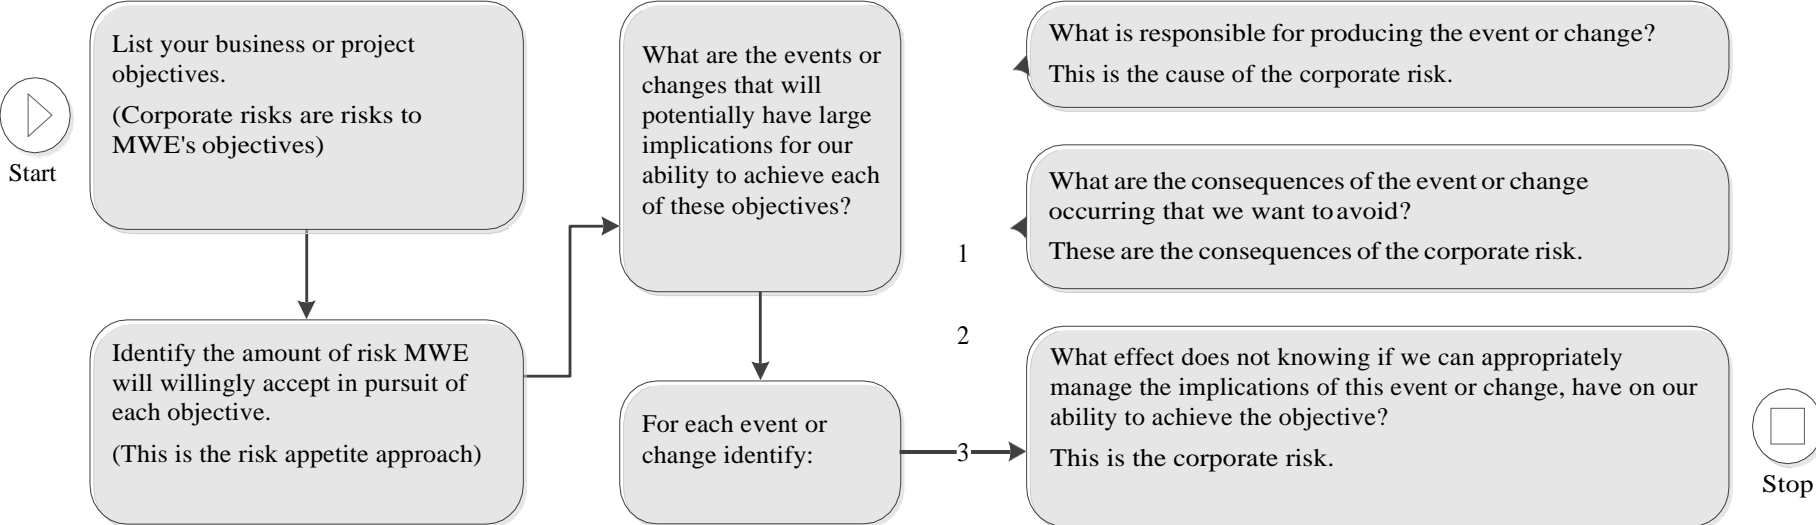 Start
List your business or project
objectives.
(Corporate risks are risks to
MWE's objectives)
Identify the amount of risk MWE
will willingly accept in pursuit of
each objective.
(This is the risk appetite approach)
What are the events or
changes that will
potentially have large
implications for our
ability to achieve each
of these objectives?
For each event or
change identify:
1
2
3
What is responsible for producing the event or change?
This is the cause of the corporate risk.
What are the consequences of the event or change
occurring that we want to avoid?
These are the consequences of the corporate risk.
What effect does not knowing if we can appropriately
manage the implications of this event or change, have on our
ability to achieve the objective?
This is the corporate risk.
Stop